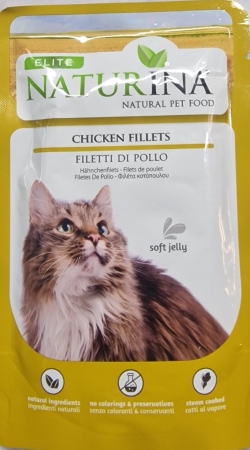 ELITE
NATURINA
NATURAL PET FOOD
CHICKEN FILLETS
FILETTI DI POLLO
Hähnchenfilets - Filets de poulet
Filetes De Pollo - Φιλέτα κοτόπουλου
soft jelly
natural ingredients
ingredienti naturali
no colorings & preservatives
senza coloranti & conservanti
steam cooked
cotti al vapore